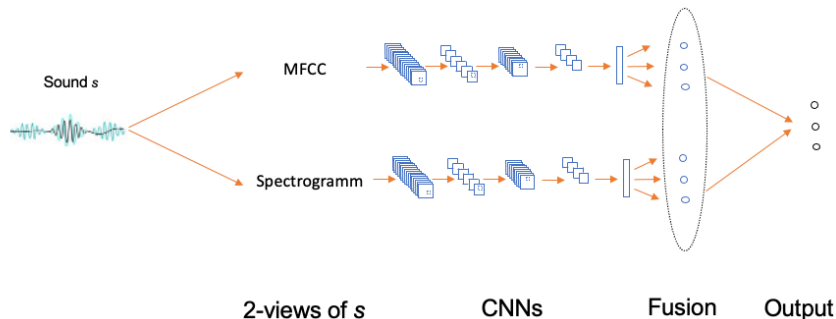 MFCC
Sound s
Spectrogramm
2-views of s
CNNs
Fusion
Output